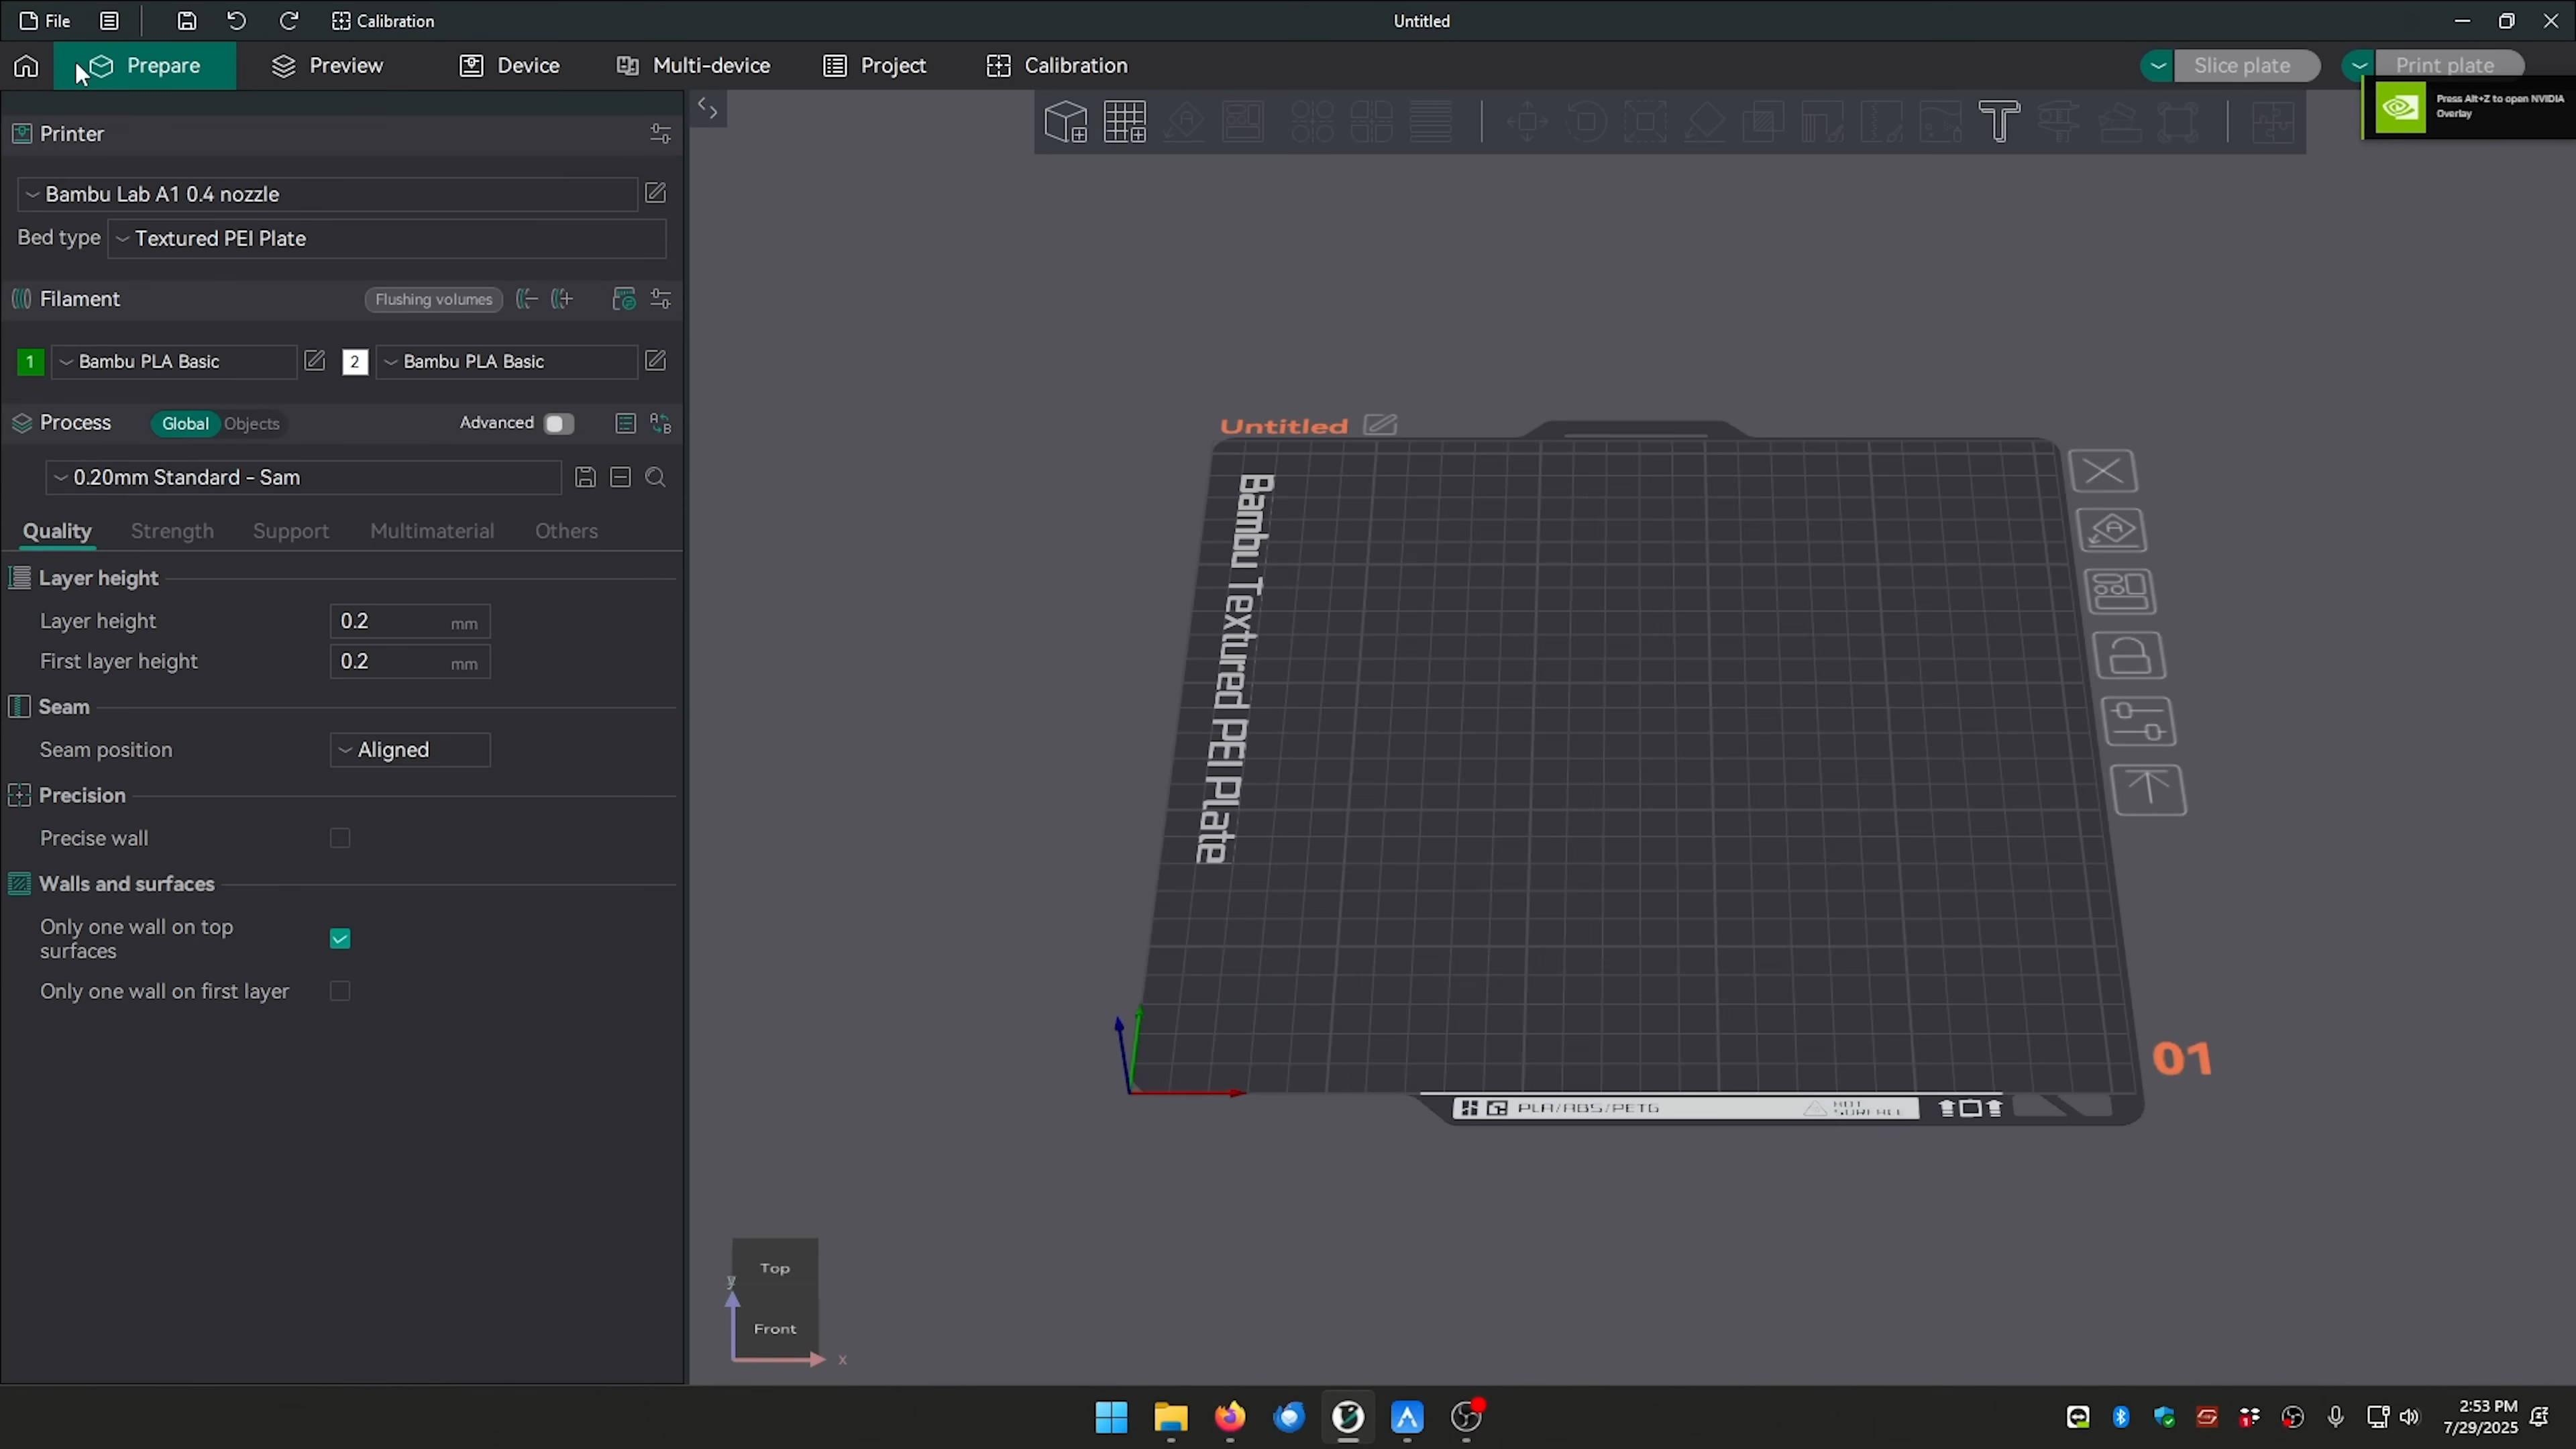 File
Calibration
Untitled
Prepare
Preview
Device
Multi-device
Project
Calibration
Slice plate
Print plate
Press Alt+Z to open NVIDIA
Overlay
Printer
Bambu Lab A1 0.4 nozzle
Bed type
Textured PEI Plate
Filament
Flushing volumes
1
Bambu PLA Basic
2
Bambu PLA Basic
Process
Global
Objects
Advanced
0.20mm Standard - Sam
Quality
Strength
Support
Multimaterial
Others
Layer height
Layer height
0.2
mm
First layer height
0.2
mm
Seam
Seam position
Aligned
Precision
Precise wall
Walls and surfaces
Only one wall on top
surfaces
Only one wall on first layer
Untitled
Bambu Textured PEI Plate
PLA/ABS/PETG
HOT
SURFACE
01
Top
Front
y
x
2:53 PM
7/29/2025